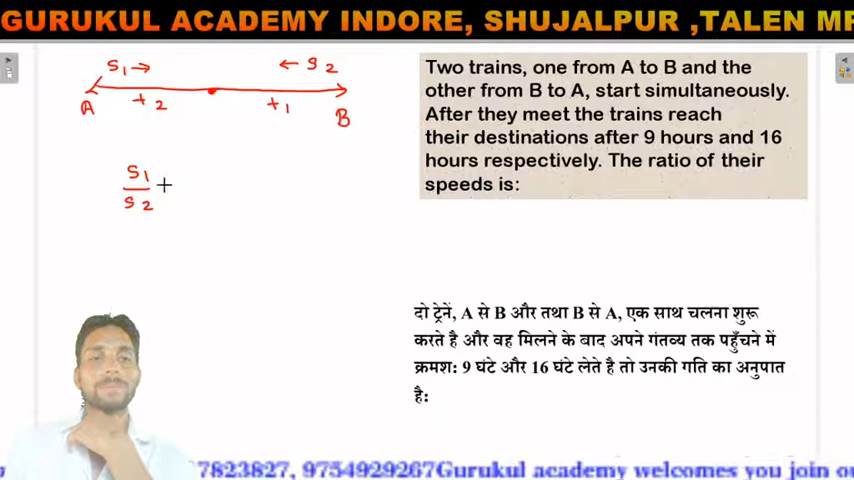 GURUKUL ACADEMY INDORE, SHUJALPUR ,TALEN MP
S1 → ← S2
A t2 t1 B
S1
S2
Two trains, one from A to B and the
other from B to A, start simultaneously.
After they meet the trains reach
their destinations after 9 hours and 16
hours respectively. The ratio of their
speeds is:
दो ट्रेनें, A से B और तथा B से A, एक साथ चलना शुरू
करते है और वह मिलने के बाद अपने गंतव्य तक पहुँचने में
क्रमश: 9 घंटे और 16 घंटे लेते है तो उनकी गति का अनुपात
है:
7823827, 9754929267Gurukul academy welcomes you join